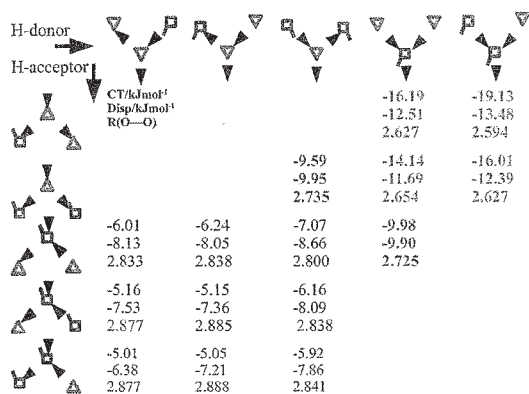 H-donor
H-acceptor
CT/kJmol⁻¹ -16.19 -19.13
Disp/kJmol⁻¹ -12.51 -13.48
R(O----O) 2.627 2.594
-9.59 -14.14 -16.01
-9.95 -11.69 -12.39
2.735 2.654 2.627
-6.01 -6.24 -7.07 -9.98
-8.13 -8.05 -8.66 -9.90
2.833 2.838 2.800 2.725
-5.16 -5.15 -6.16
-7.53 -7.36 -8.09
2.877 2.885 2.838
-5.01 -5.05 -5.92
-6.38 -7.21 -7.86
2.877 2.888 2.841